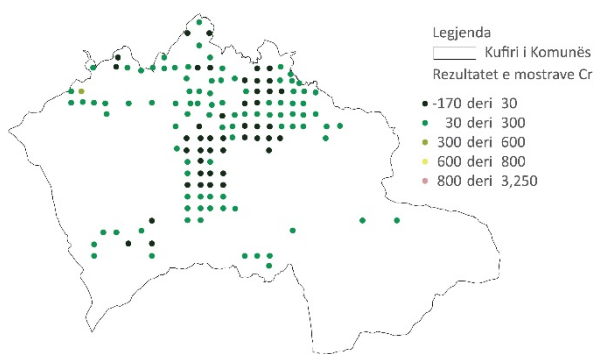 Legjenda
Kufiri i Komunës
Rezultatet e mostrave Cr
-170 deri 30
30 deri 300
300 deri 600
600 deri 800
800 deri 3,250